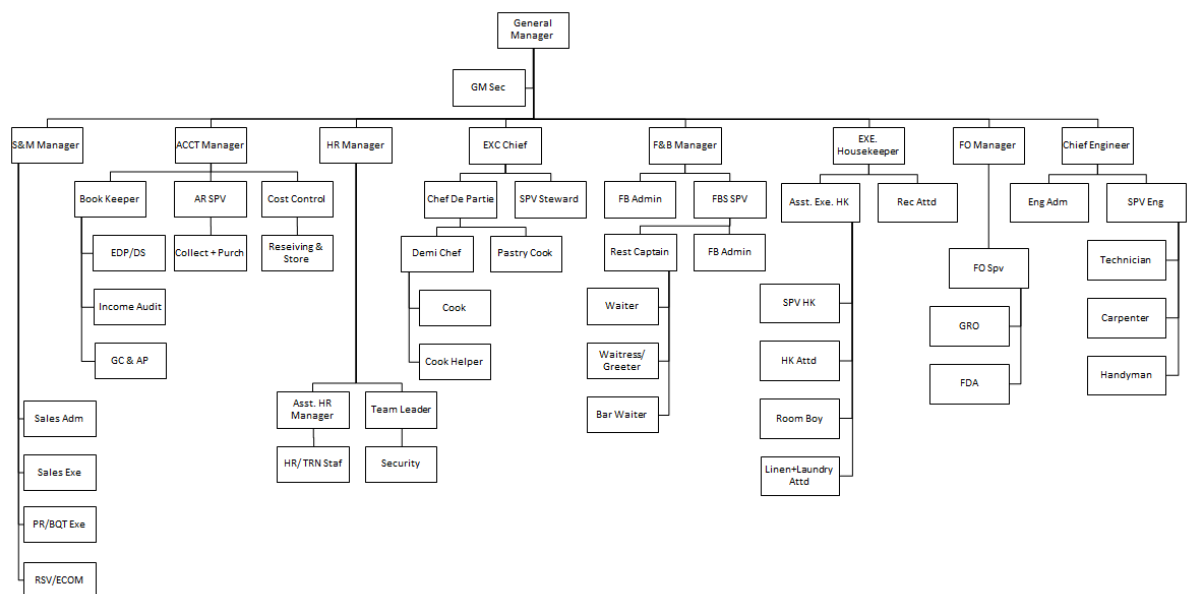 General
Manager
GM Sec
S&M Manager
ACCT Manager
HR Manager
EXC Chief
F&B Manager
EXE.
Housekeeper
FO Manager
Chief Engineer
Book Keeper
AR SPV
Cost Control
Chef De Partie
SPV Steward
FB Admin
FBS SPV
Asst. Exe. HK
Rec Attd
Eng Adm
SPV Eng
EDP/DS
Collect + Purch
Reseiving &
Store
Demi Chef
Pastry Cook
Rest Captain
FB Admin
FO Spv
Technician
Income Audit
Cook
Waiter
SPV HK
GRO
Carpenter
GC & AP
Cook Helper
Waitress/
Greeter
HK Attd
FDA
Handyman
Asst. HR
Manager
Team Leader
Bar Waiter
Room Boy
Sales Adm
HR/ TRN Staf
Security
Linen+Laundry
Attd
Sales Exe
PR/BQT Exe
RSV/ECOM